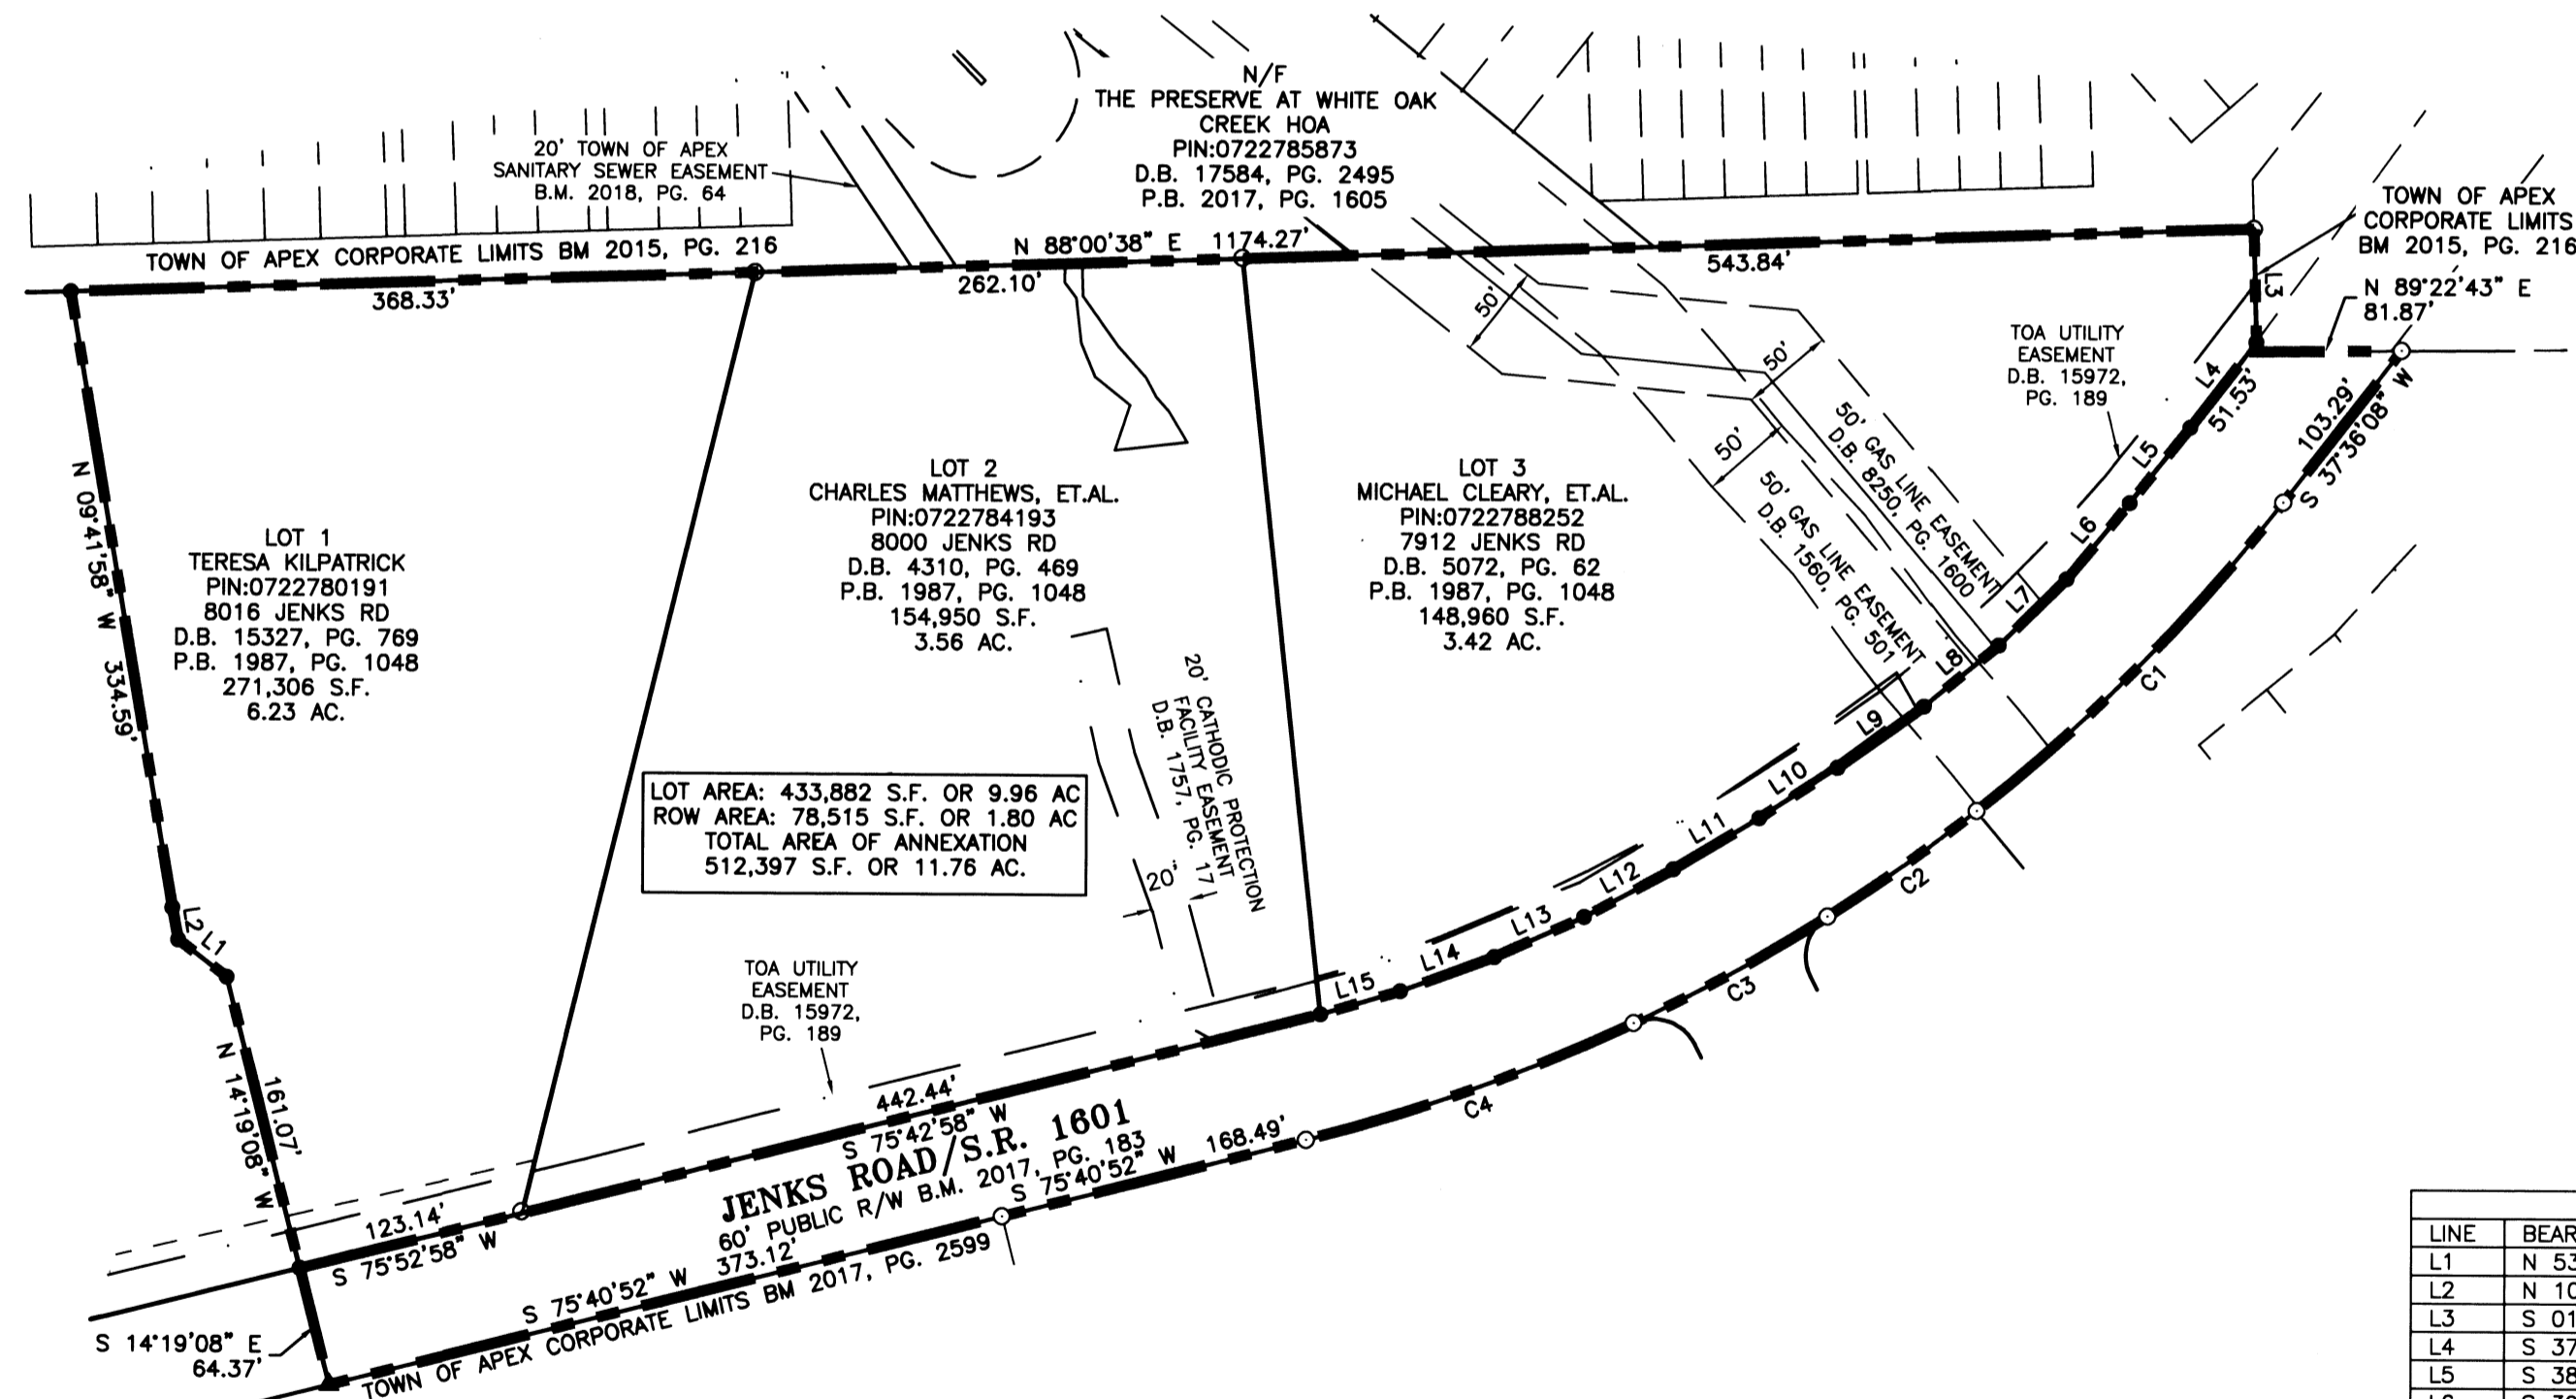 N/F
THE PRESERVE AT WHITE OAK
CREEK HOA
PIN:0722785873
D.B. 17584, PG. 2495
P.B. 2017, PG. 1605
20' TOWN OF APEX
SANITARY SEWER EASEMENT
B.M. 2018, PG. 64
TOWN OF APEX CORPORATE LIMITS BM 2015, PG. 216
N 88°00'38" E 1174.27'
368.33'
262.10'
543.84'
TOWN OF APEX
CORPORATE LIMITS
BM 2015, PG. 216
L3
N 89°22'43" E
81.87'
TOA UTILITY
EASEMENT
D.B. 15972,
PG. 189
50'
50'
50'
50' GAS LINE EASEMENT
D.B. 8250, PG. 1600
50' GAS LINE EASEMENT
D.B. 1560, PG. 501
L4
51.53'
103.29'
S 37°36'08" W
L5
L6
L7
L8
L9
L10
L11
L12
L13
L14
L15
C1
C2
C3
C4
N 09°41'58" W 334.59'
LOT 1
TERESA KILPATRICK
PIN:0722780191
8016 JENKS RD
D.B. 15327, PG. 769
P.B. 1987, PG. 1048
271,306 S.F.
6.23 AC.
LOT 2
CHARLES MATTHEWS, ET.AL.
PIN:0722784193
8000 JENKS RD
D.B. 4310, PG. 469
P.B. 1987, PG. 1048
154,950 S.F.
3.56 AC.
LOT 3
MICHAEL CLEARY, ET.AL.
PIN:0722788252
7912 JENKS RD
D.B. 5072, PG. 62
P.B. 1987, PG. 1048
148,960 S.F.
3.42 AC.
20' CATHODIC PROTECTION
FACILITY EASEMENT
D.B. 1757, PG. 171
20'
LOT AREA: 433,882 S.F. OR 9.96 AC
ROW AREA: 78,515 S.F. OR 1.80 AC
TOTAL AREA OF ANNEXATION
512,397 S.F. OR 11.76 AC.
L2
L1
161.07'
N 14°19'08" W
TOA UTILITY
EASEMENT
D.B. 15972,
PG. 189
442.44'
S 75°42'58" W
JENKS ROAD/S.R. 1601
60' PUBLIC R/W B.M. 2017, PG. 183
S 75°40'52" W 168.49'
123.14'
S 75°52'58" W
S 75°40'52" W 373.12'
TOWN OF APEX CORPORATE LIMITS BM 2017, PG. 2599
S 14°19'08" E
64.37'
LINE BEAR
L1 N 53
L2 N 10
L3 S 01
L4 S 37
L5 S 38